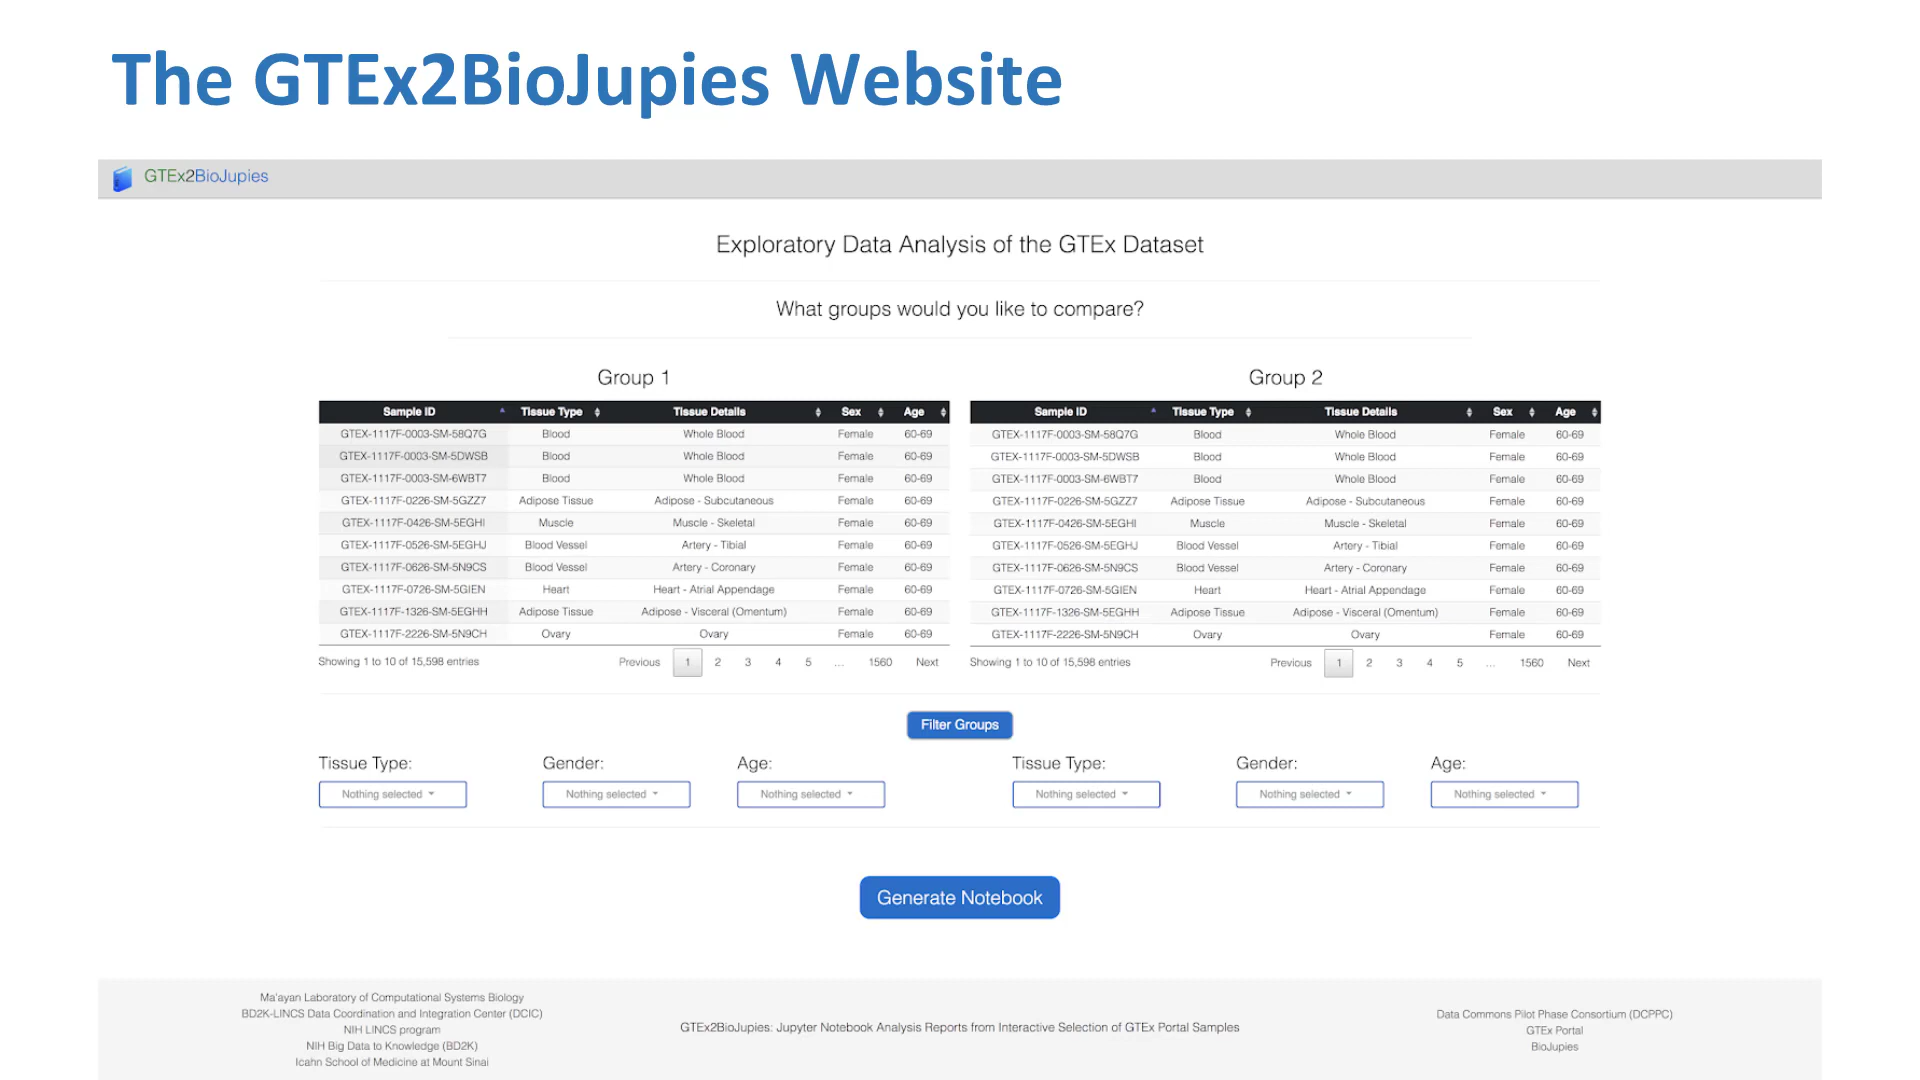 The GTEx2BioJupies Website
GTEx2BioJupies
Exploratory Data Analysis of the GTEx Dataset
What groups would you like to compare?
Group 1
Sample ID Tissue Type Tissue Details Sex Age
GTEX-1117F-0003-SM-58Q7G Blood Whole Blood Female 60-69
GTEX-1117F-0003-SM-5DWSB Blood Whole Blood Female 60-69
GTEX-1117F-0003-SM-6WBT7 Blood Whole Blood Female 60-69
GTEX-1117F-0226-SM-5GZZ7 Adipose Tissue Adipose - Subcutaneous Female 60-69
GTEX-1117F-0426-SM-5EGHI Muscle Muscle - Skeletal Female 60-69
GTEX-1117F-0526-SM-5EGHJ Blood Vessel Artery - Tibial Female 60-69
GTEX-1117F-0626-SM-5N9CS Blood Vessel Artery - Coronary Female 60-69
GTEX-1117F-0726-SM-5GIEN Heart Heart - Atrial Appendage Female 60-69
GTEX-1117F-1326-SM-5EGHH Adipose Tissue Adipose - Visceral (Omentum) Female 60-69
GTEX-1117F-2226-SM-5N9CH Ovary Ovary Female 60-69
Showing 1 to 10 of 15,598 entries Previous 1 2 3 4 5 ... 1560 Next
Group 2
Sample ID Tissue Type Tissue Details Sex Age
GTEX-1117F-0003-SM-58Q7G Blood Whole Blood Female 60-69
GTEX-1117F-0003-SM-5DWSB Blood Whole Blood Female 60-69
GTEX-1117F-0003-SM-6WBT7 Blood Whole Blood Female 60-69
GTEX-1117F-0226-SM-5GZZ7 Adipose Tissue Adipose - Subcutaneous Female 60-69
GTEX-1117F-0426-SM-5EGHI Muscle Muscle - Skeletal Female 60-69
GTEX-1117F-0526-SM-5EGHJ Blood Vessel Artery - Tibial Female 60-69
GTEX-1117F-0626-SM-5N9CS Blood Vessel Artery - Coronary Female 60-69
GTEX-1117F-0726-SM-5GIEN Heart Heart - Atrial Appendage Female 60-69
GTEX-1117F-1326-SM-5EGHH Adipose Tissue Adipose - Visceral (Omentum) Female 60-69
GTEX-1117F-2226-SM-5N9CH Ovary Ovary Female 60-69
Showing 1 to 10 of 15,598 entries Previous 1 2 3 4 5 ... 1560 Next
Filter Groups
Tissue Type: Gender: Age: Tissue Type: Gender: Age:
Nothing selected Nothing selected Nothing selected Nothing selected Nothing selected Nothing selected
Generate Notebook
Ma'ayan Laboratory of Computational Systems Biology
BD2K-LINCS Data Coordination and Integration Center (DCIC)
NIH LINCS program
NIH Big Data to Knowledge (BD2K)
Icahn School of Medicine at Mount Sinai
GTEx2BioJupies: Jupyter Notebook Analysis Reports from Interactive Selection of GTEx Portal Samples
Data Commons Pilot Phase Consortium (DCPPC)
GTEx Portal
BioJupies